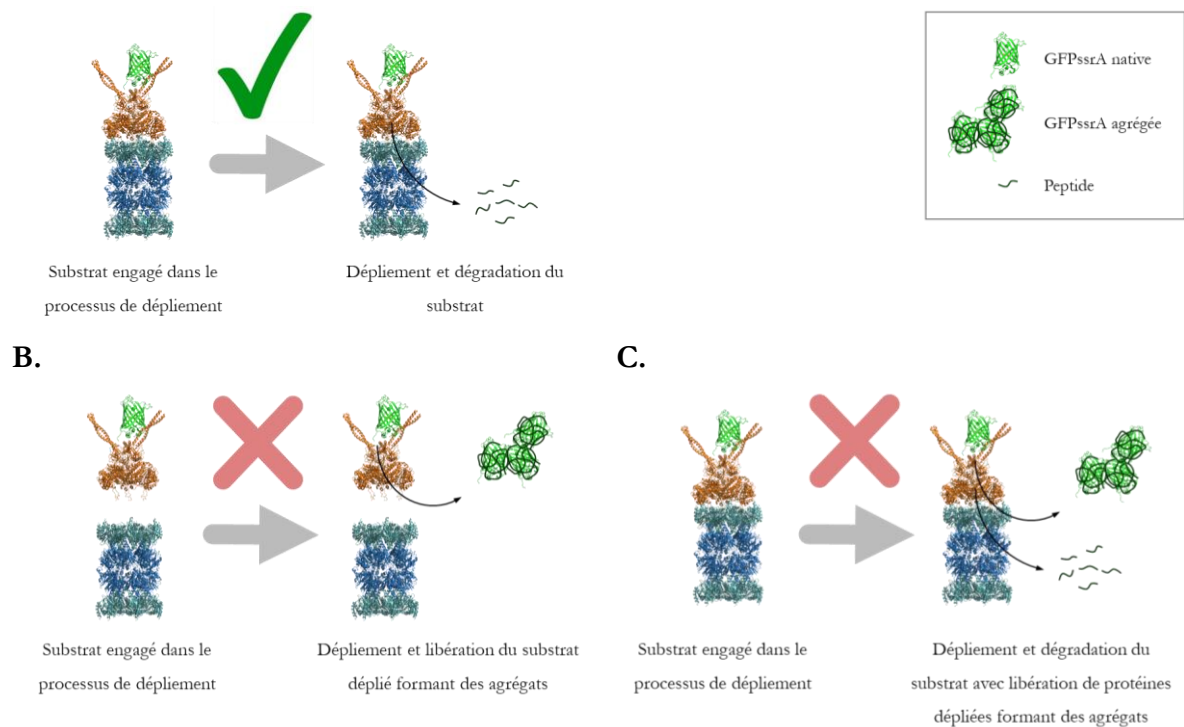 GFPssrA native
GFPssrA agrégée
Peptide
Substrat engagé dans le
processus de dépliement
Dépliement et dégradation du
substrat
B.
C.
Substrat engagé dans le
processus de dépliement
Dépliement et libération du substrat
déplié formant des agrégats
Substrat engagé dans le
processus de dépliement
Dépliement et dégradation du
substrat avec libération de protéines
dépliées formant des agrégats